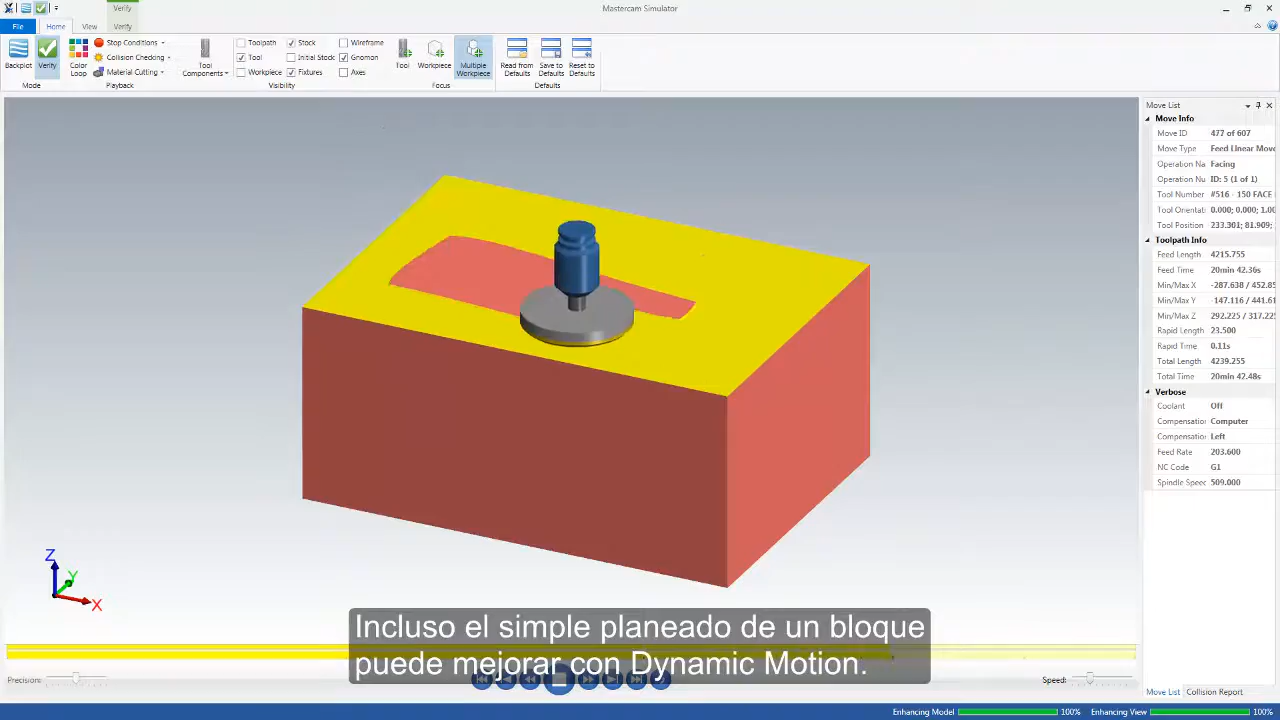 Verify
Mastercam Simulator
File
Home
View
Verify
Backplot
Verify
Mode
Color Loop
Stop Conditions
Collision Checking
Material Cutting
Playback
Tool Components
Toolpath
Tool
Workpiece
Stock
Initial Stock
Fixtures
Wireframe
Gnomon
Axes
Visibility
Tool
Workpiece
Multiple Workpiece
Focus
Read from Defaults
Save to Defaults
Reset to Defaults
Defaults
Move List
Move Info
Move ID 477 of 607
Move Type Feed Linear Move
Operation Na Facing
Operation Nu ID: 5 (1 of 1)
Tool Number #516 - 150 FACE
Tool Orientati 0.000; 0.000; 1.00
Tool Position 233.301; 81.909;
Toolpath Info
Feed Length 4215.755
Feed Time 20min 42.36s
Min/Max X -287.638 / 452.85
Min/Max Y -147.116 / 441.61
Min/Max Z 292.225 / 317.225
Rapid Length 23.500
Rapid Time 0.11s
Total Length 4239.255
Total Time 20min 42.48s
Verbose
Coolant Off
Compensation Computer
Compensation Left
Feed Rate 203.600
NC Code G1
Spindle Speed 509.000
Z
Y
X
Incluso el simple planeado de un bloque
puede mejorar con Dynamic Motion.
Precision:
Speed:
Move List
Collision Report
Enhancing Model 100% Enhancing View 100%